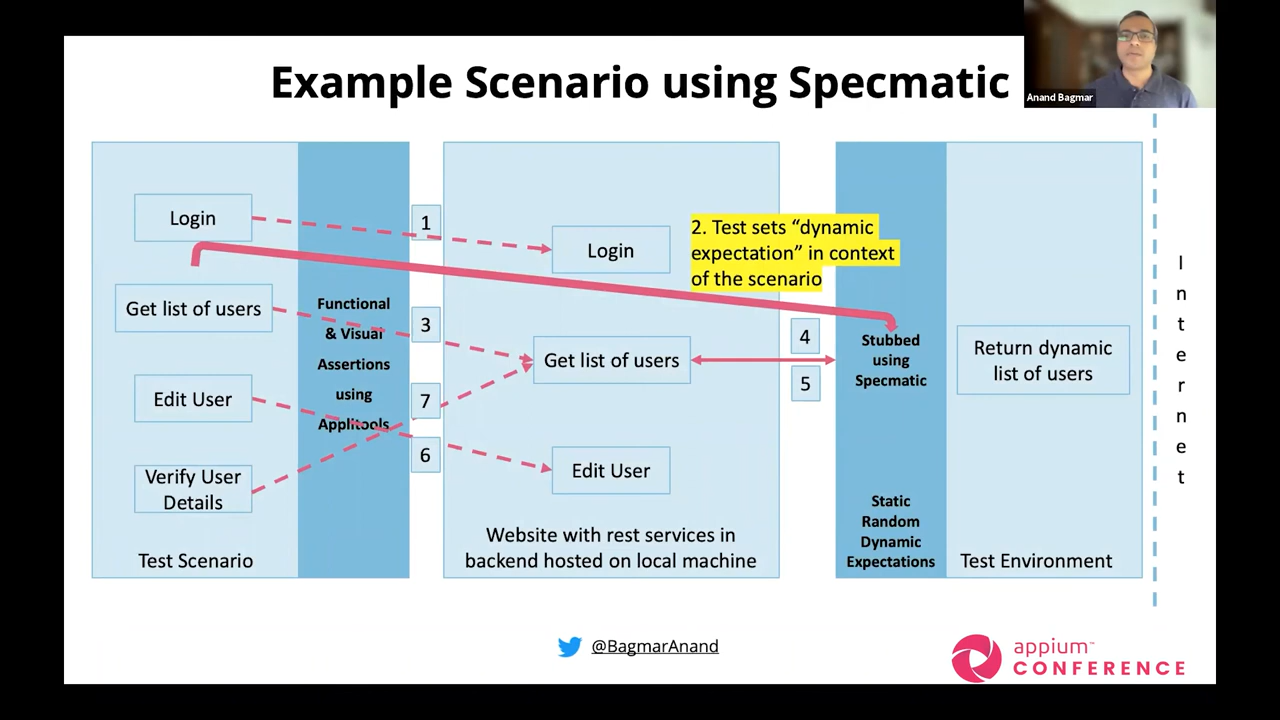 Example Scenario using Specmatic
Anand Bagmar
Login
Get list of users
Edit User
Verify User
Details
Test Scenario
Functional
& Visual
Assertions
using
Applitools
1
3
7
6
Login
Get list of users
Edit User
Website with rest services in
backend hosted on local machine
2. Test sets “dynamic
expectation” in context
of the scenario
4
5
Stubbed
using
Specmatic
Static
Random
Dynamic
Expectations
Return dynamic
list of users
Test Environment
I
n
t
e
r
n
e
t
@BagmarAnand
appium™
CONFERENCE